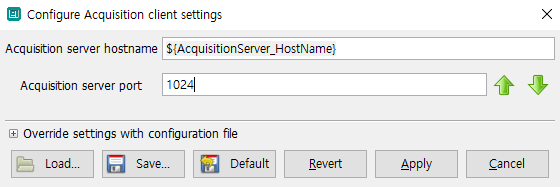 Configure Acquisition client settings
Acquisition server hostname ${AcquisitionServer_HostName}
Acquisition server port 1024
Override settings with configuration file
Load... Save... Default Revert Apply Cancel